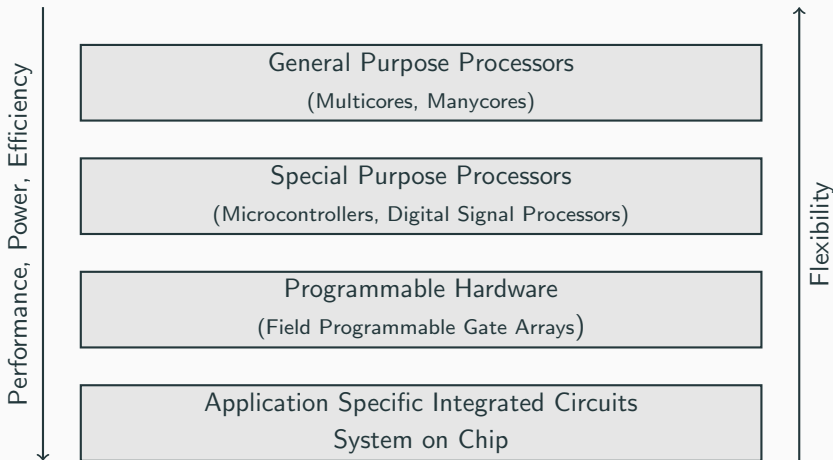 Performance, Power, Efficiency
General Purpose Processors
(Multicores, Manycores)
Special Purpose Processors
(Microcontrollers, Digital Signal Processors)
Programmable Hardware
(Field Programmable Gate Arrays)
Application Specific Integrated Circuits
System on Chip
Flexibility